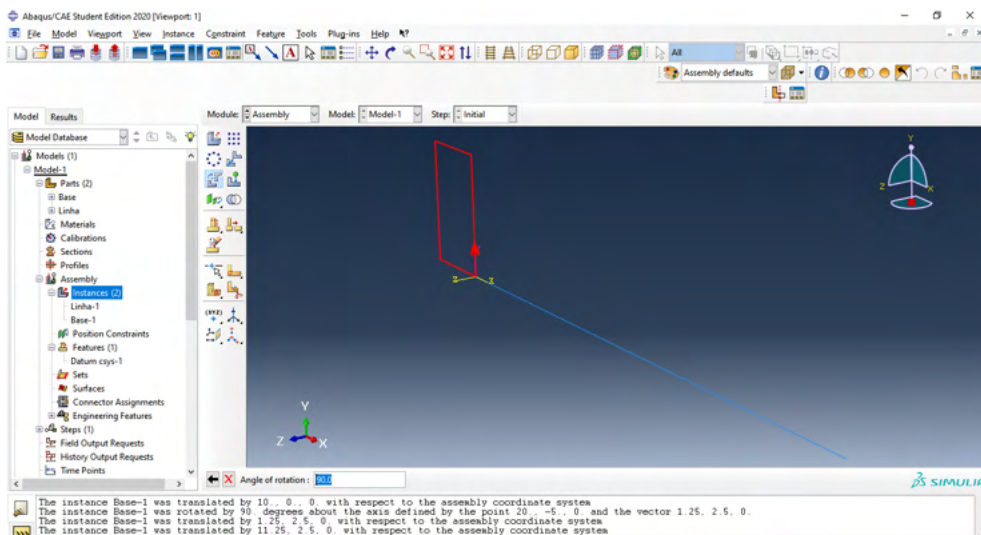 Abaqus/CAE Student Edition 2020 [Viewport: 1]
File Model Viewport View Instance Constraint Feature Tools Plug-ins Help
All
Assembly defaults
Model Results
Module: Assembly Model: Model-1 Step: Initial
Model Database
Models (1)
Model-1
Parts (2)
Base
Linha
Materials
Calibrations
Sections
Profiles
Assembly
Instances (2)
Linha-1
Base-1
Position Constraints
Features (1)
Datum csys-1
Sets
Surfaces
Connector Assignments
Engineering Features
Steps (1)
Field Output Requests
History Output Requests
Time Points
(XYZ)
Y
Z
X
Y
Z X
Angle of rotation : 90.0
SIMULIA
The instance Base-1 was translated by 10., 0., 0. with respect to the assembly coordinate system
The instance Base-1 was rotated by 90. degrees about the axis defined by the point 20., -5., 0. and the vector 1.25, 2.5, 0.
The instance Base-1 was translated by 1.25, 2.5, 0. with respect to the assembly coordinate system
The instance Base-1 was translated by 11.25, 2.5, 0. with respect to the assembly coordinate system